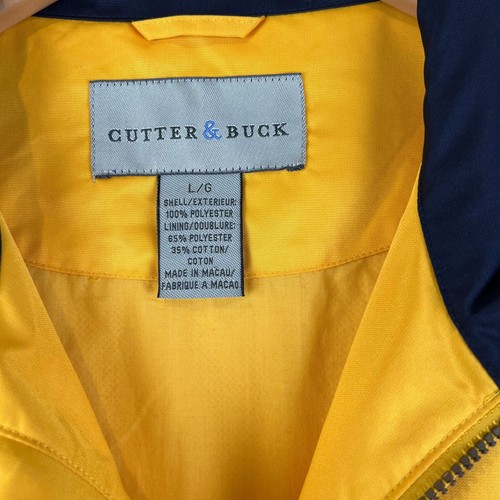 CUTTER & BUCK
L/G
SHELL/EXTERIEUR:
100% POLYESTER
LINING/DOUBLURE:
65% POLYESTER
35% COTTON/
COTON
MADE IN MACAU/
FABRIQUE A MACAO